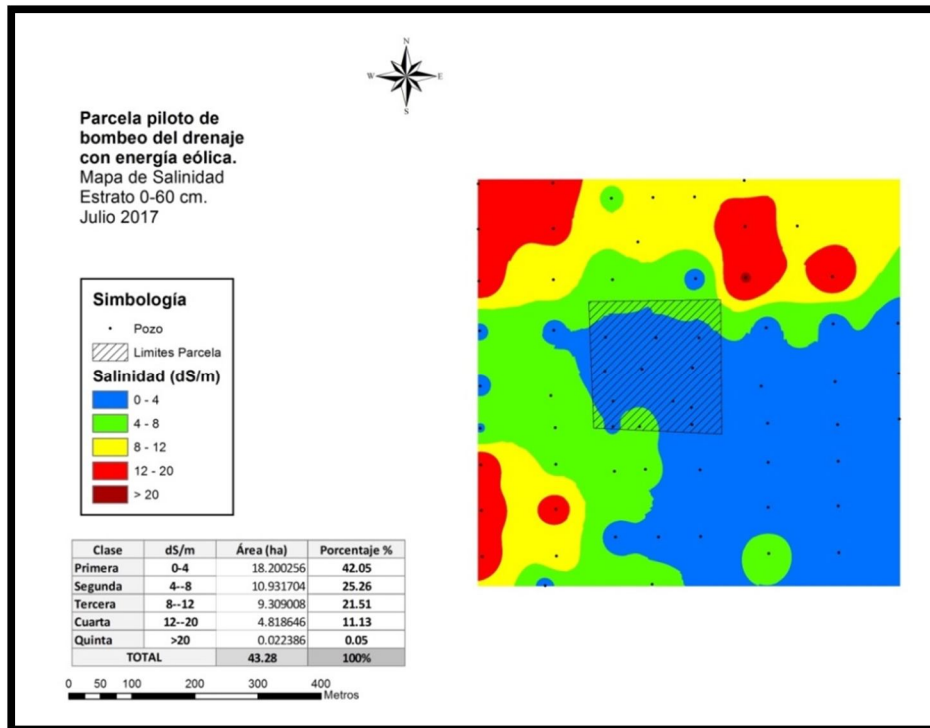 N
W E
S
Parcela piloto de
bombeo del drenaje
con energía eólica.
Mapa de Salinidad
Estrato 0-60 cm.
Julio 2017
Simbología
Pozo
Limites Parcela
Salinidad (dS/m)
0 - 4
4 - 8
8 - 12
12 - 20
> 20
Clase dS/m Área (ha) Porcentaje %
Primera 0-4 18.200256 42.05
Segunda 4--8 10.931704 25.26
Tercera 8--12 9.309008 21.51
Cuarta 12--20 4.818646 11.13
Quinta >20 0.022386 0.05
TOTAL 43.28 100%
0 50 100 200 300 400
Metros